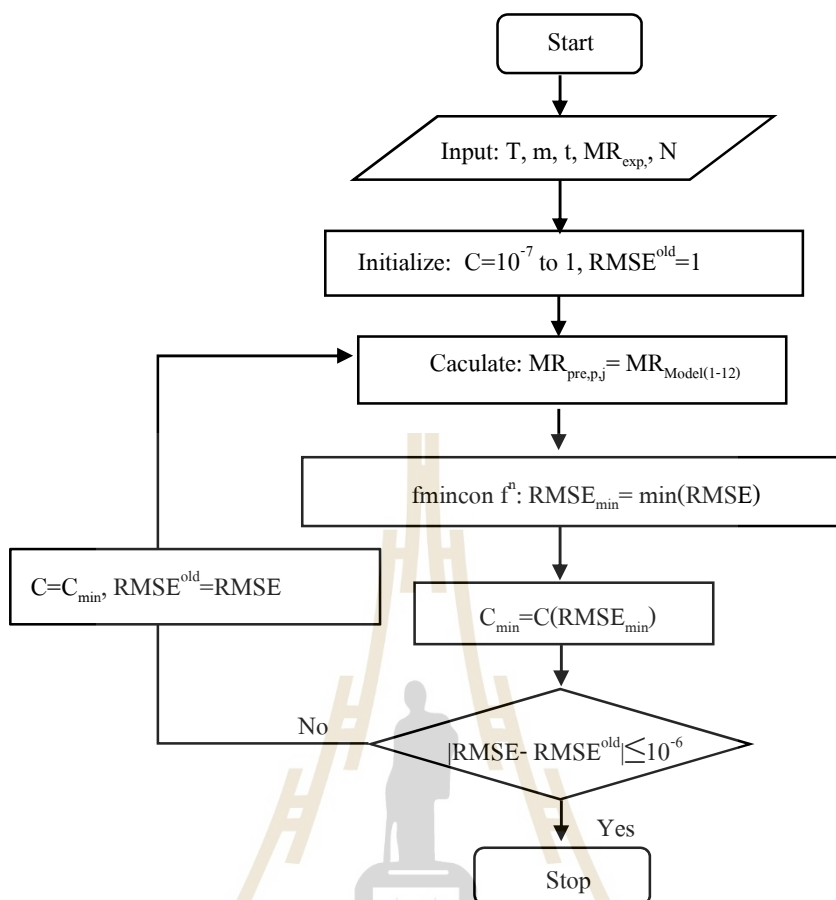 Start
Input: T, m, t, MR_exp,, N
Initialize: C=10^-7 to 1, RMSE^old=1
Caculate: MR_pre,p,j= MR_Model(1-12)
fmincon f^n: RMSE_min= min(RMSE)
C=C_min, RMSE^old=RMSE
C_min=C(RMSE_min)
No
|RMSE- RMSE^old|≤10^-6
Yes
Stop